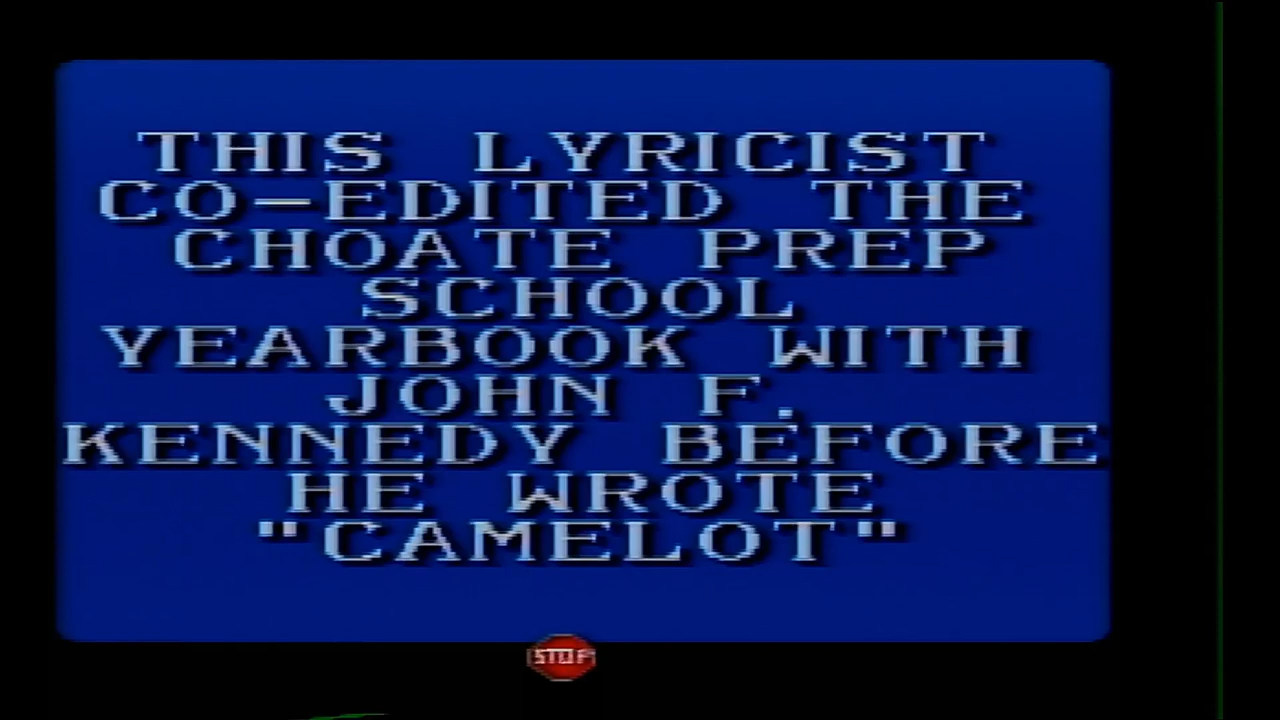 THIS LYRICIST
CO-EDITED THE
CHOATE PREP
SCHOOL
YEARBOOK WITH
JOHN F.
KENNEDY BEFORE
HE WROTE
"CAMELOT"
STOP